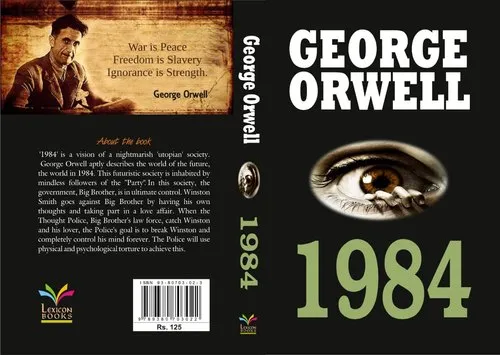 War is Peace
Freedom is Slavery
Ignorance is Strength.
George Orwell
About the book
'1984' is a vision of a nightmarish 'utopian' society.
George Orwell aptly describes the world of the future,
the world in 1984. This futuristic society is inhabited by
mindless followers of the "Party". In this society, the
government, Big Brother, is in ultimate control. Winston
Smith goes against Big Brother by having his own
thoughts and taking part in a love affair. When the
Thought Police, Big Brother's law force, catch Winston
and his lover, the Police's goal is to break Winston and
completely control his mind forever. The Police will use
physical and psychological torture to achieve this.
LEXICON
BOOKS
Rs. 125
George Orwell
1984
LEXICON
BOOKS
GEORGE
ORWELL
1984